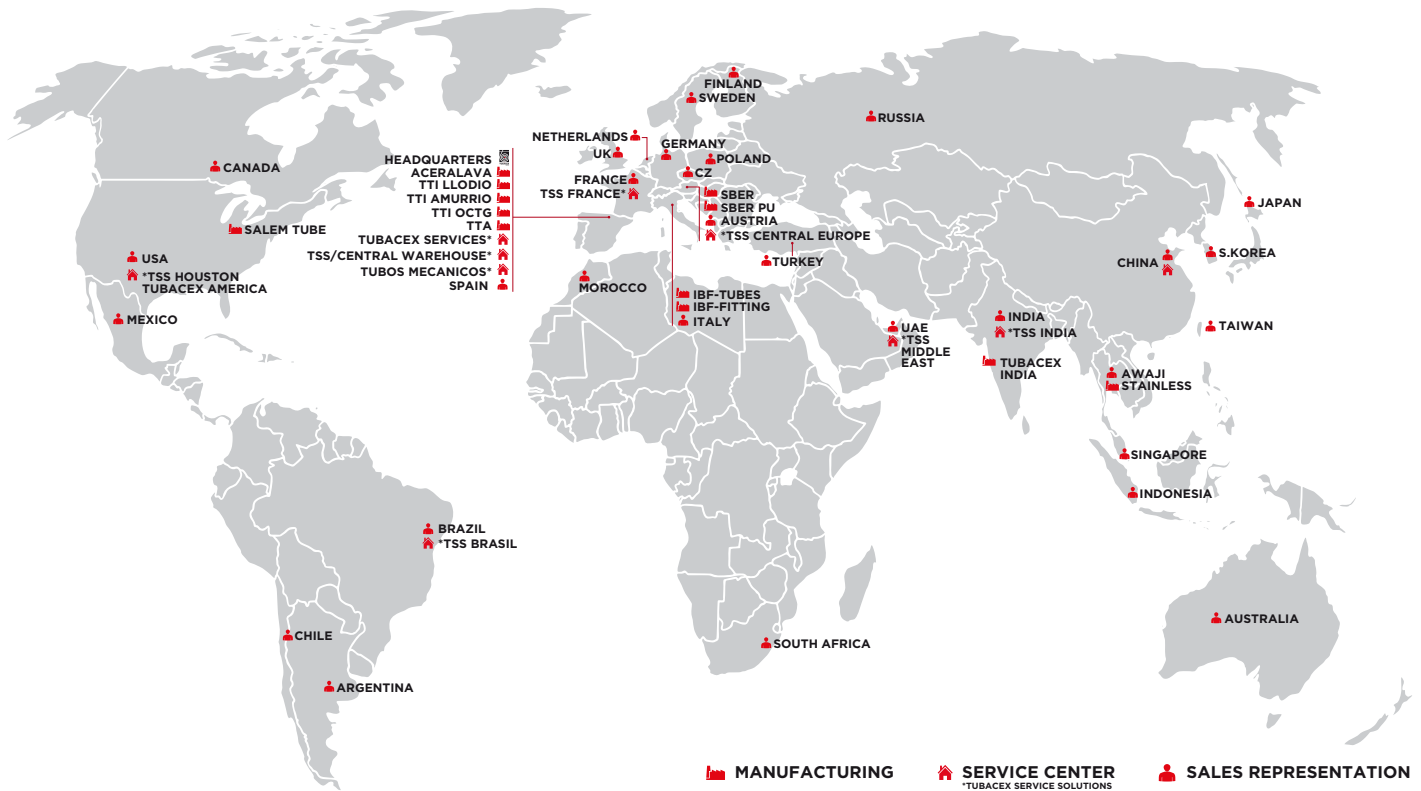 FINLAND
SWEDEN
RUSSIA
NETHERLANDS
UK
GERMANY
POLAND
CZ
FRANCE
TSS FRANCE*
HEADQUARTERS
ACERALAVA
TTI LLODIO
TTI AMURRIO
TTI OCTG
TTA
TUBACEX SERVICES*
TSS/CENTRAL WAREHOUSE*
TUBOS MECANICOS*
SPAIN
SBER
SBER PU
AUSTRIA
*TSS CENTRAL EUROPE
TURKEY
CANADA
SALEM TUBE
USA
*TSS HOUSTON
TUBACEX AMERICA
MEXICO
MOROCCO
IBF-TUBES
IBF-FITTING
ITALY
UAE
*TSS
MIDDLE
EAST
INDIA
*TSS INDIA
TUBACEX
INDIA
CHINA
JAPAN
S.KOREA
TAIWAN
AWAJI
STAINLESS
SINGAPORE
INDONESIA
BRAZIL
*TSS BRASIL
CHILE
ARGENTINA
SOUTH AFRICA
AUSTRALIA
MANUFACTURING
SERVICE CENTER
*TUBACEX SERVICE SOLUTIONS
SALES REPRESENTATION